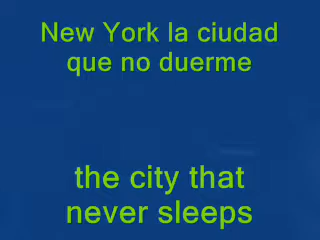 New York la ciudad
que no duerme
the city that
never sleeps